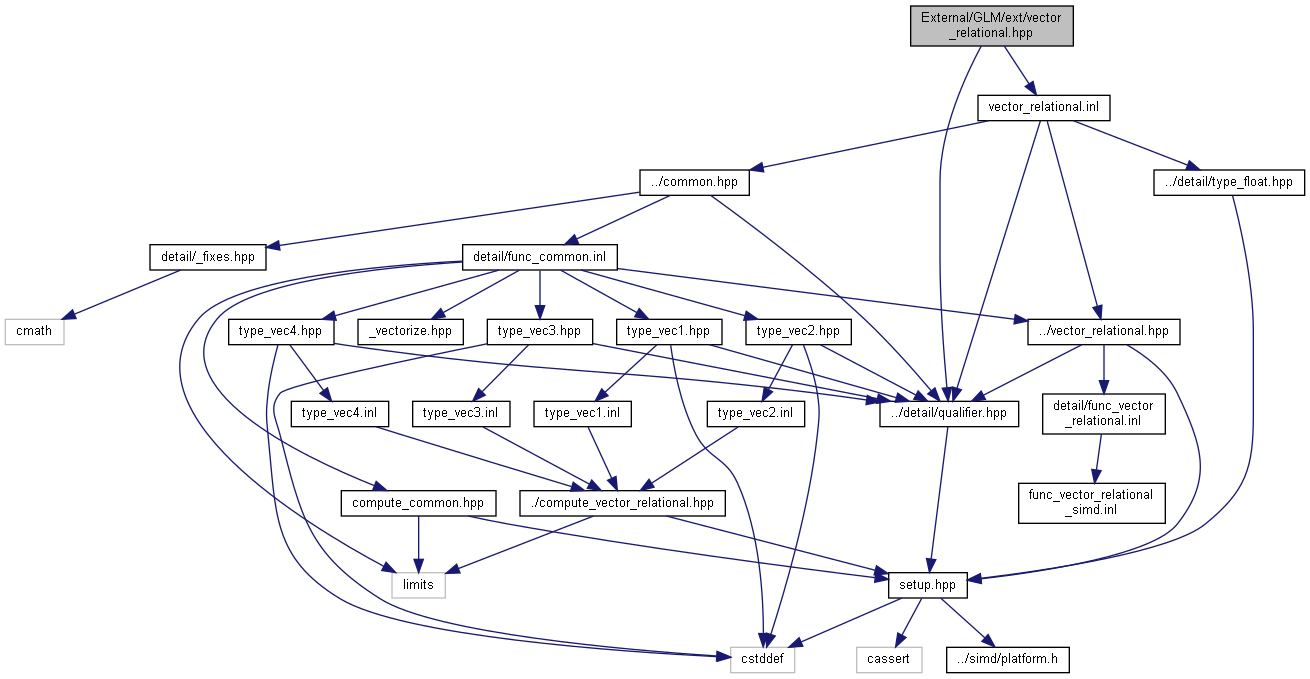 External/GLM/ext/vector
_relational.hpp
vector_relational.inl
../common.hpp
../detail/type_float.hpp
detail/_fixes.hpp
detail/func_common.inl
cmath
type_vec4.hpp
_vectorize.hpp
type_vec3.hpp
type_vec1.hpp
type_vec2.hpp
../vector_relational.hpp
type_vec4.inl
type_vec3.inl
type_vec1.inl
type_vec2.inl
../detail/qualifier.hpp
detail/func_vector
_relational.inl
compute_common.hpp
./compute_vector_relational.hpp
func_vector_relational
_simd.inl
limits
setup.hpp
cstddef
cassert
../simd/platform.h